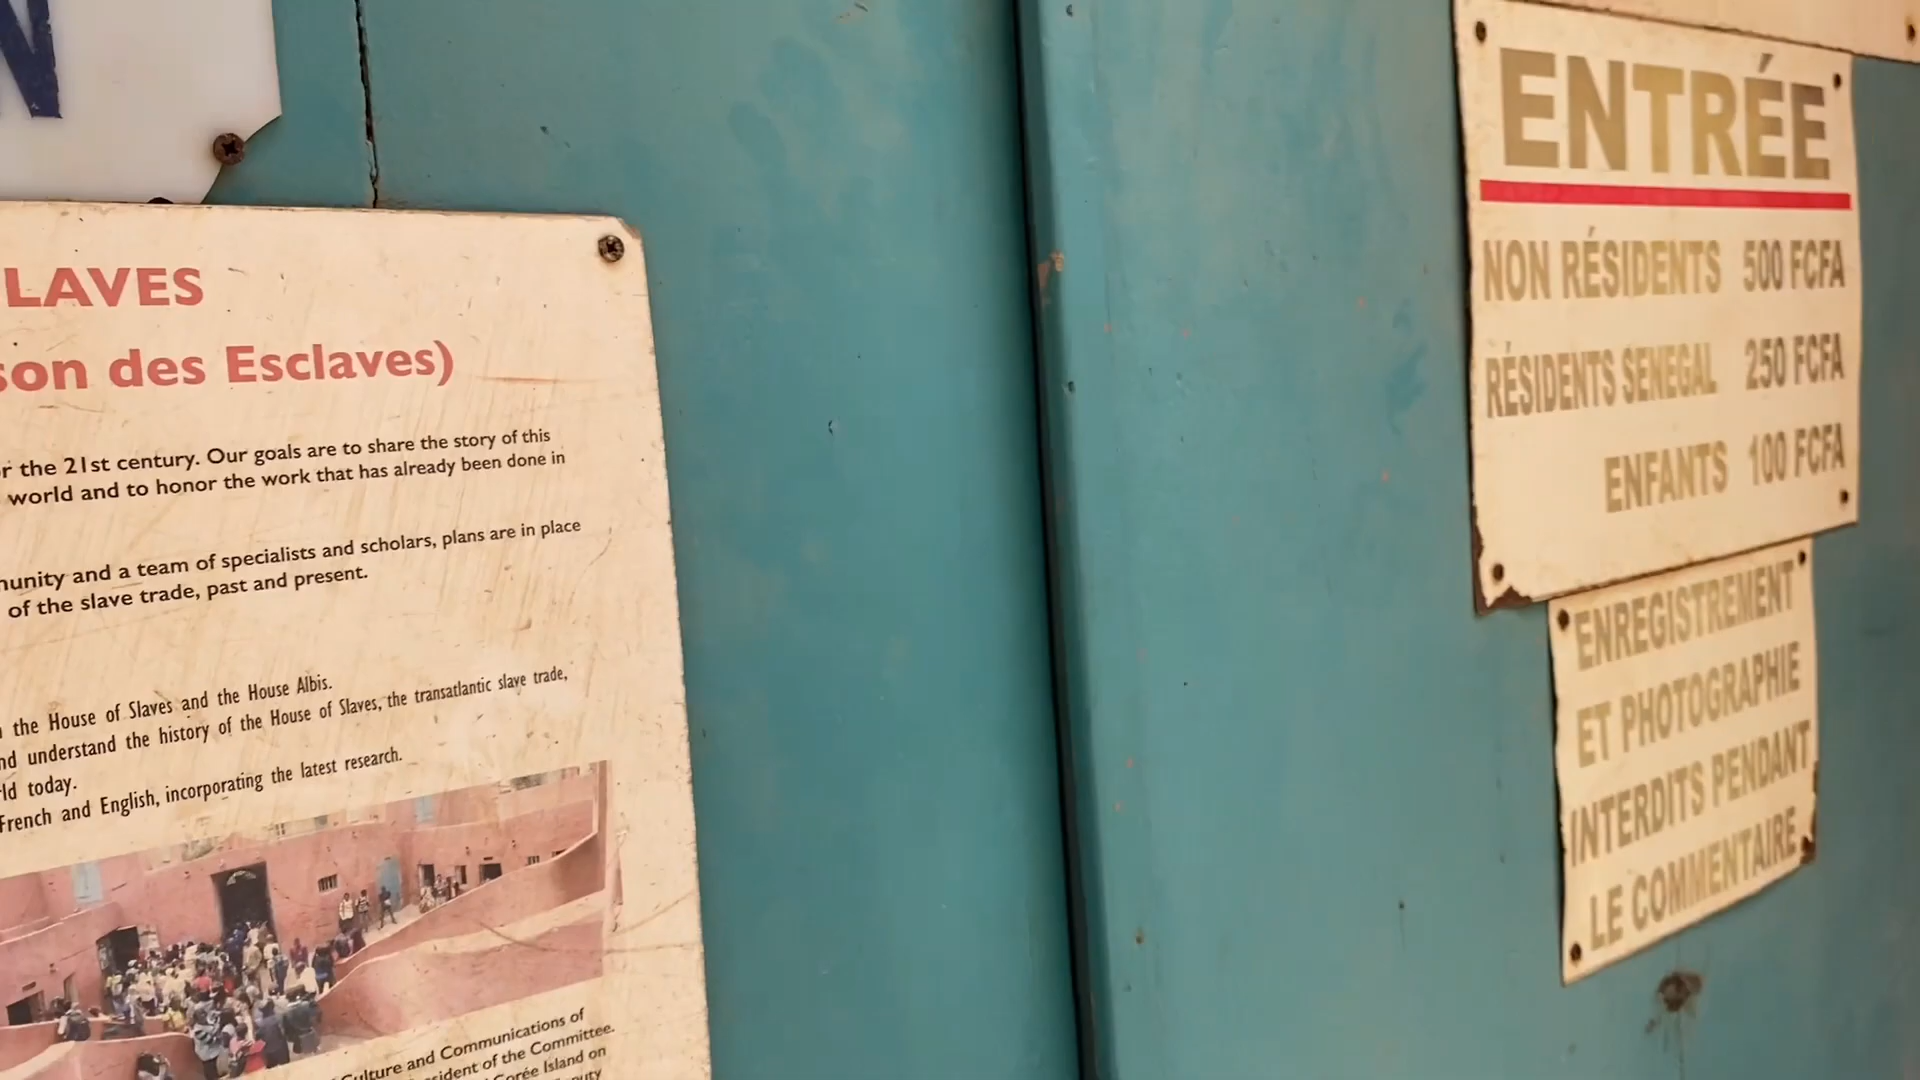 N
LAVES
son des Esclaves)
r the 21st century. Our goals are to share the story of this
world and to honor the work that has already been done in
munity and a team of specialists and scholars, plans are in place
of the slave trade, past and present.
the House of Slaves and the House Albis.
nd understand the history of the House of Slaves, the transatlantic slave trade,
ld today.
French and English, incorporating the latest research.
Culture and Communications of
sident of the Committee.
Gorée Island on
puty
ENTRÉE
NON RÉSIDENTS 500 FCFA
RÉSIDENTS SENEGAL 250 FCFA
ENFANTS 100 FCFA
ENREGISTREMENT
ET PHOTOGRAPHIE
INTERDITS PENDANT
LE COMMENTAIRE